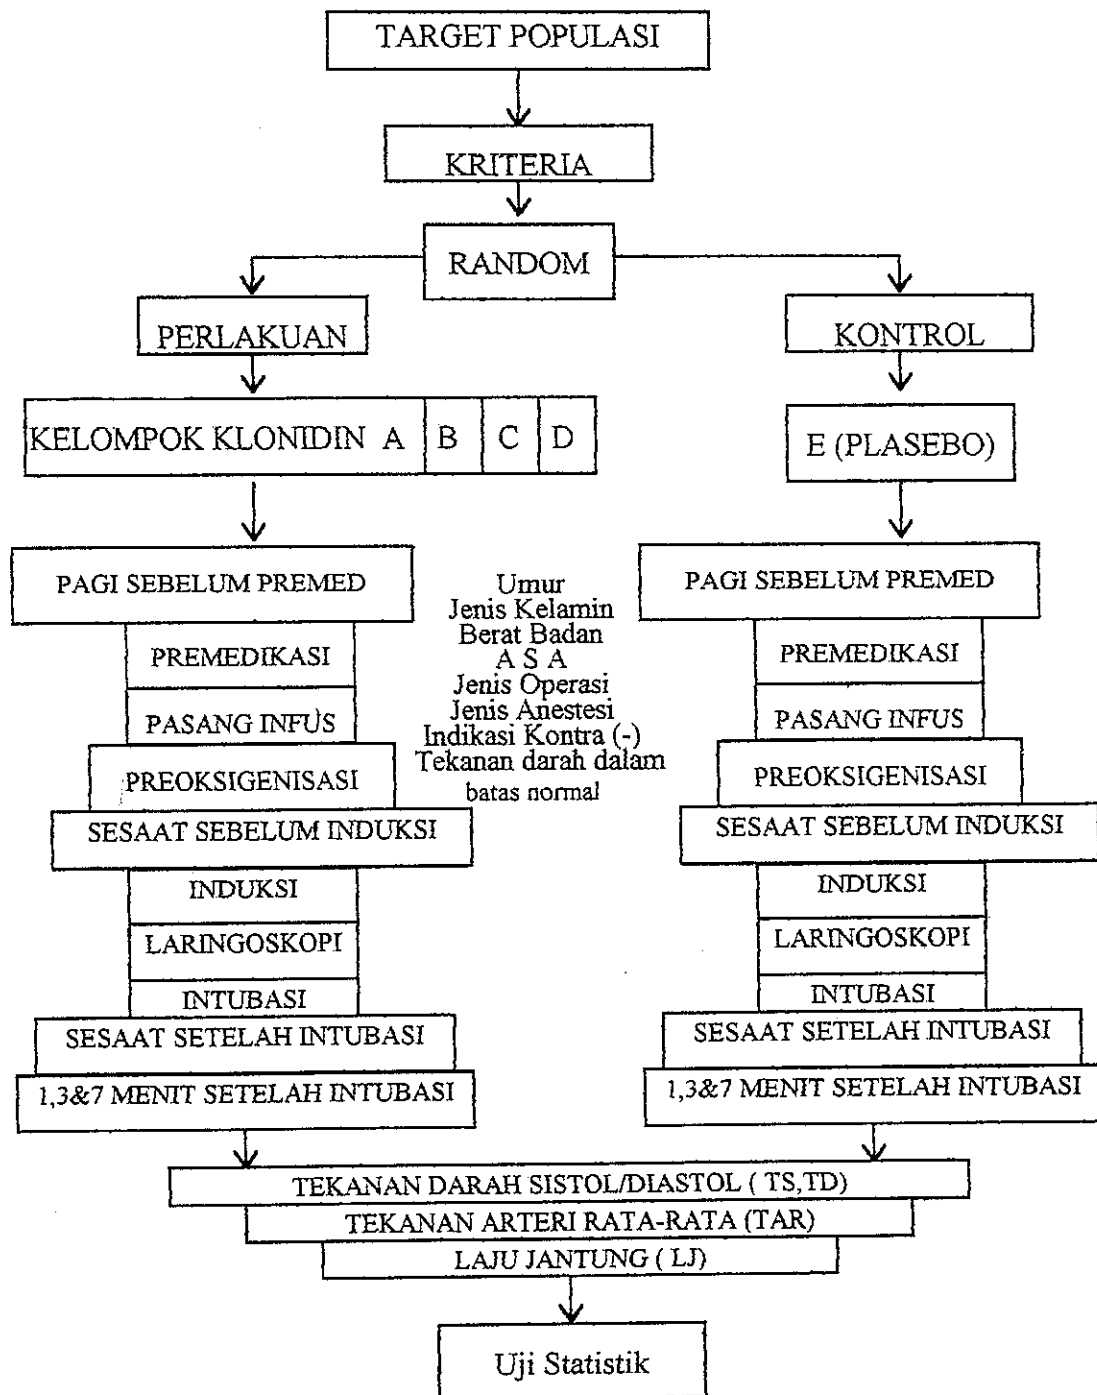 TARGET POPULASI
KRITERIA
RANDOM
PERLAKUAN
KONTROL
KELOMPOK KLONIDIN A B C D
E (PLASEBO)
PAGI SEBELUM PREMED
PREMEDIKASI
PASANG INFUS
PREOKSIGENISASI
SESAAT SEBELUM INDUKSI
INDUKSI
LARINGOSKOPI
INTUBASI
SESAAT SETELAH INTUBASI
1,3&7 MENIT SETELAH INTUBASI
Umur
Jenis Kelamin
Berat Badan
A S A
Jenis Operasi
Jenis Anestesi
Indikasi Kontra (-)
Tekanan darah dalam
batas normal
PAGI SEBELUM PREMED
PREMEDIKASI
PASANG INFUS
PREOKSIGENISASI
SESAAT SEBELUM INDUKSI
INDUKSI
LARINGOSKOPI
INTUBASI
SESAAT SETELAH INTUBASI
1,3&7 MENIT SETELAH INTUBASI
TEKANAN DARAH SISTOL/DIASTOL ( TS,TD)
TEKANAN ARTERI RATA-RATA (TAR)
LAJU JANTUNG ( LJ)
Uji Statistik